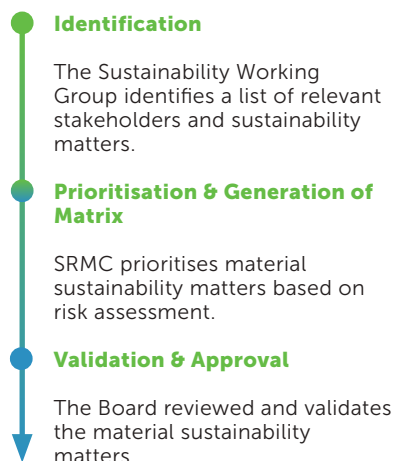 Identification
The Sustainability Working
Group identifies a list of relevant
stakeholders and sustainability
matters.
Prioritisation & Generation of
Matrix
SRMC prioritises material
sustainability matters based on
risk assessment.
Validation & Approval
The Board reviewed and validates
the material sustainability
matters